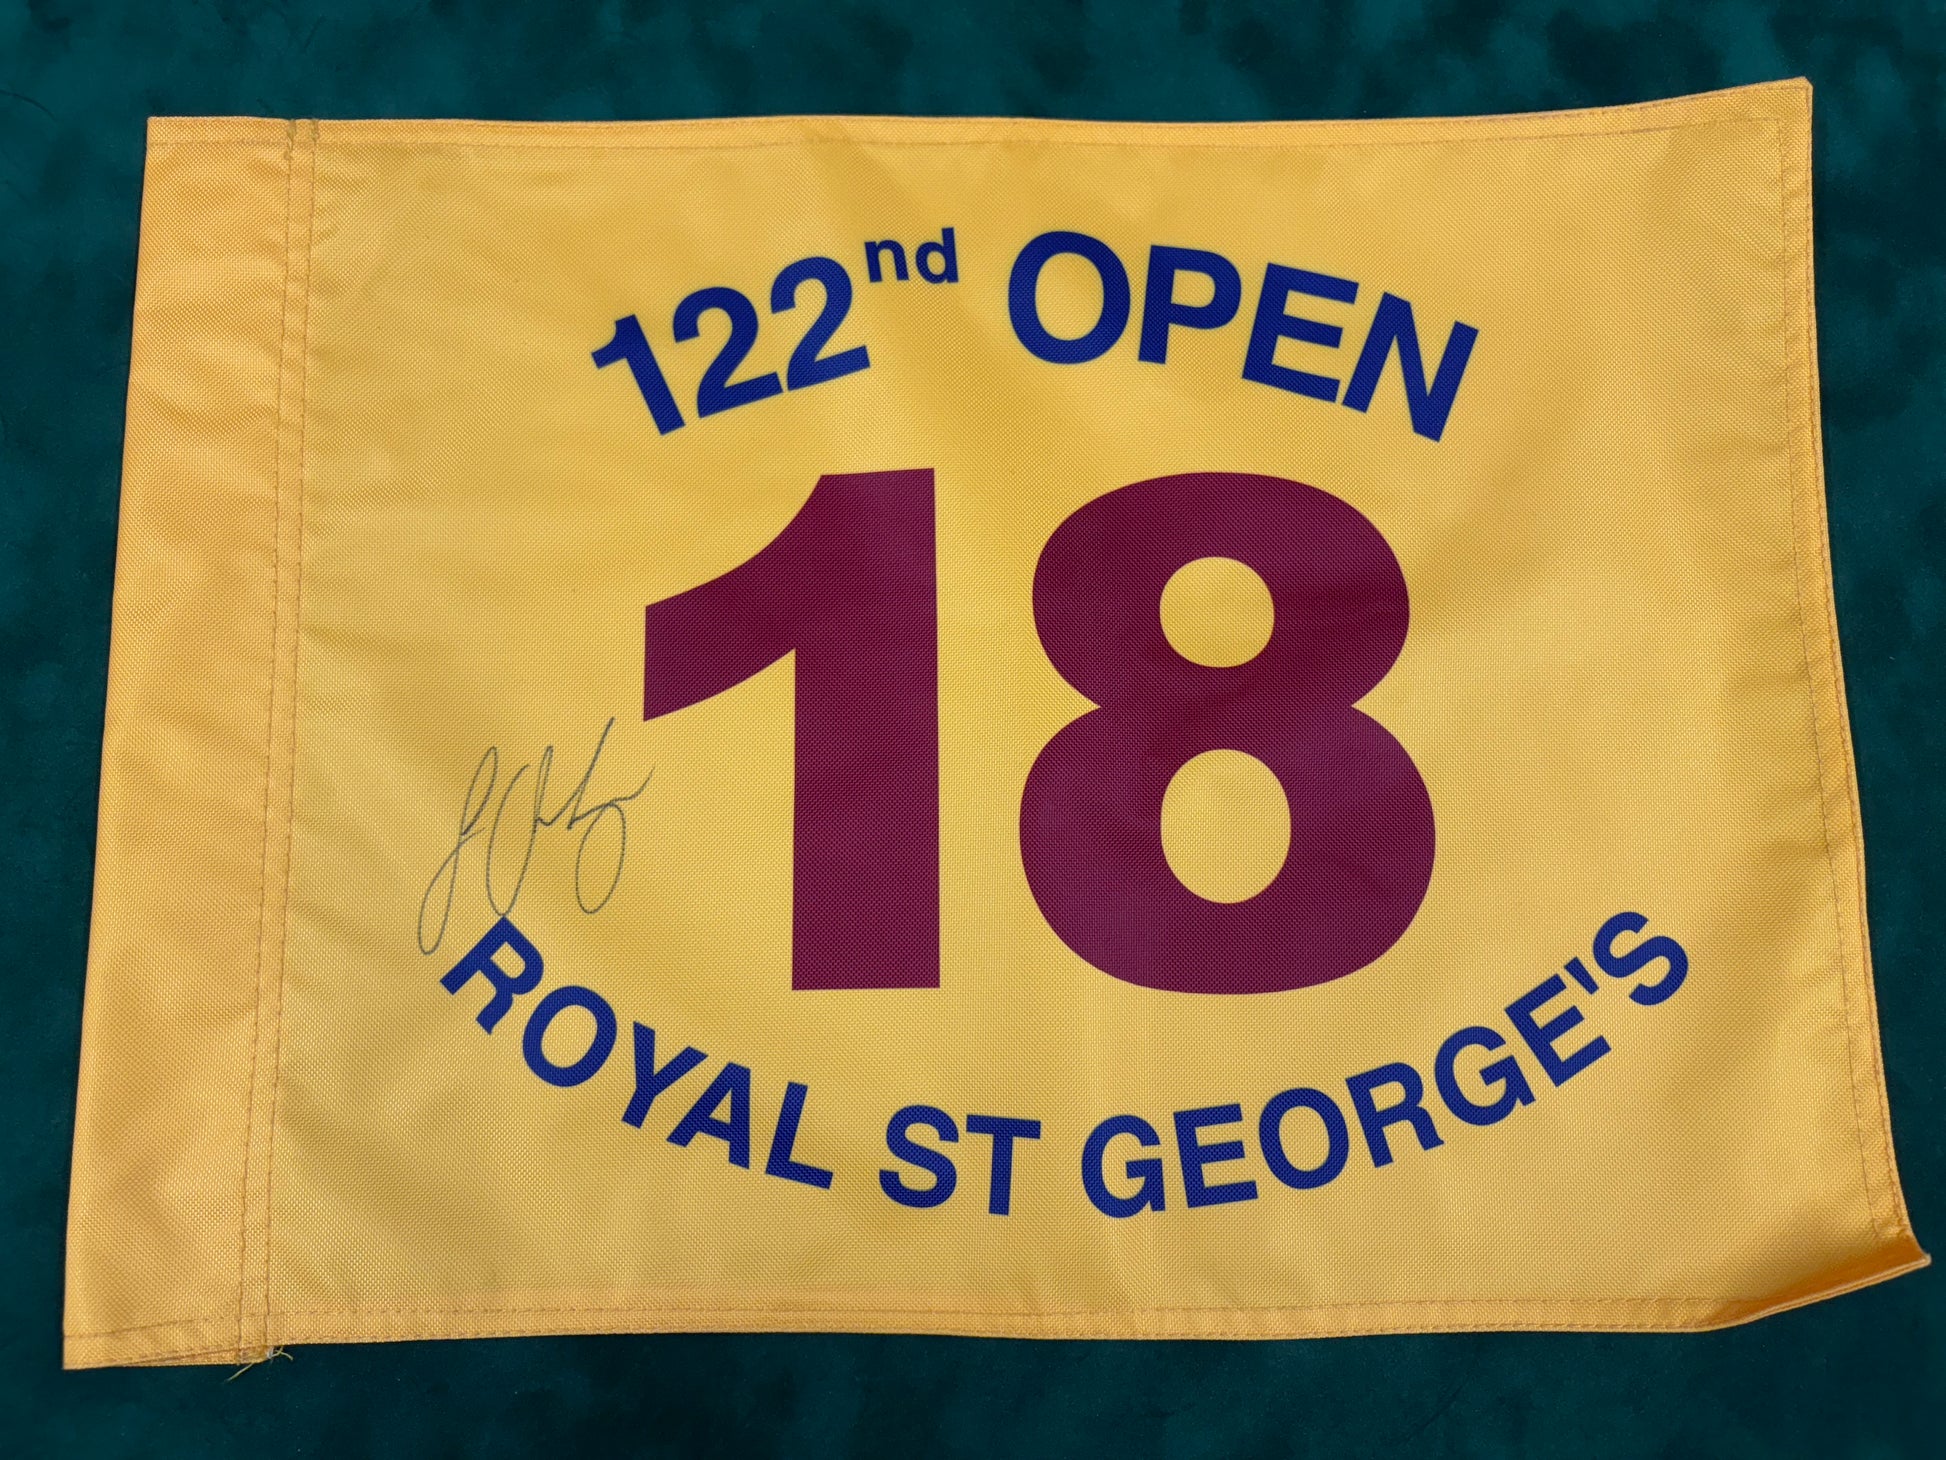 122nd OPEN
18
ROYAL ST GEORGE'S